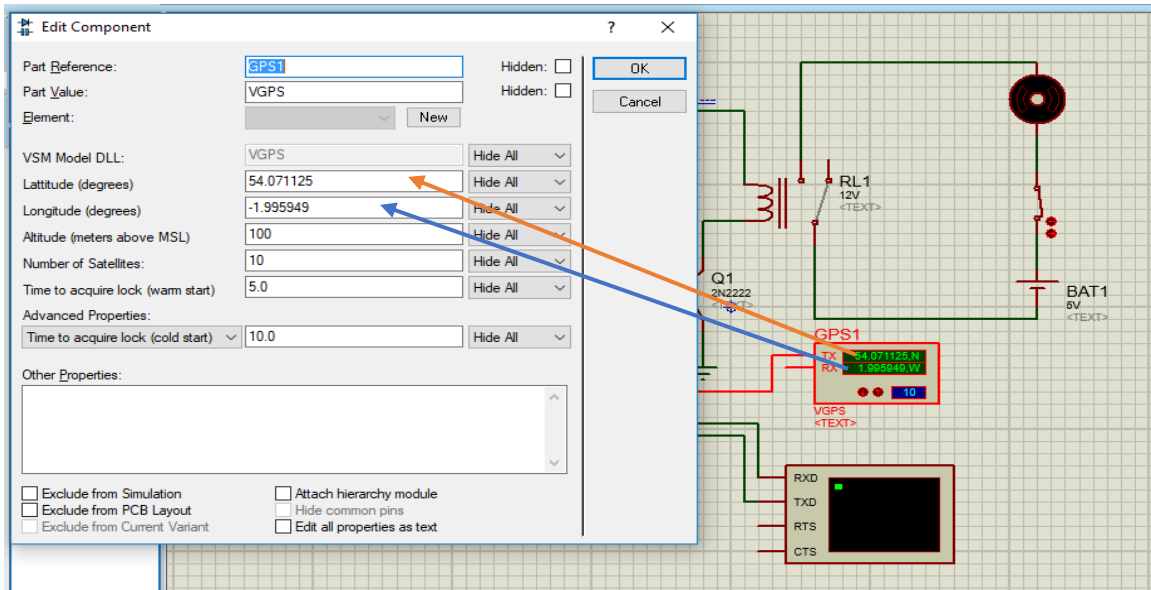 Edit Component
?
Part Reference:
GPS1
Hidden:
OK
Part Value:
VGPS
Hidden:
Cancel
Element:
New
VSM Model DLL:
VGPS
Hide All
Lattitude (degrees)
54.071125
Hide All
Longitude (degrees)
-1.995949
Hide All
Altitude (meters above MSL)
100
Hide All
Number of Satellites:
10
Hide All
Time to acquire lock (warm start)
5.0
Hide All
Advanced Properties:
Time to acquire lock (cold start)
10.0
Hide All
Other Properties:
Exclude from Simulation
Attach hierarchy module
Exclude from PCB Layout
Hide common pins
Exclude from Current Variant
Edit all properties as text
RL1
12V
<TEXT>
Q1
2N2222
<TEXT>
BAT1
5V
<TEXT>
GPS1
TX
54.071125,N
RX
1.995949,W
10
VGPS
<TEXT>
RXD
TXD
RTS
CTS